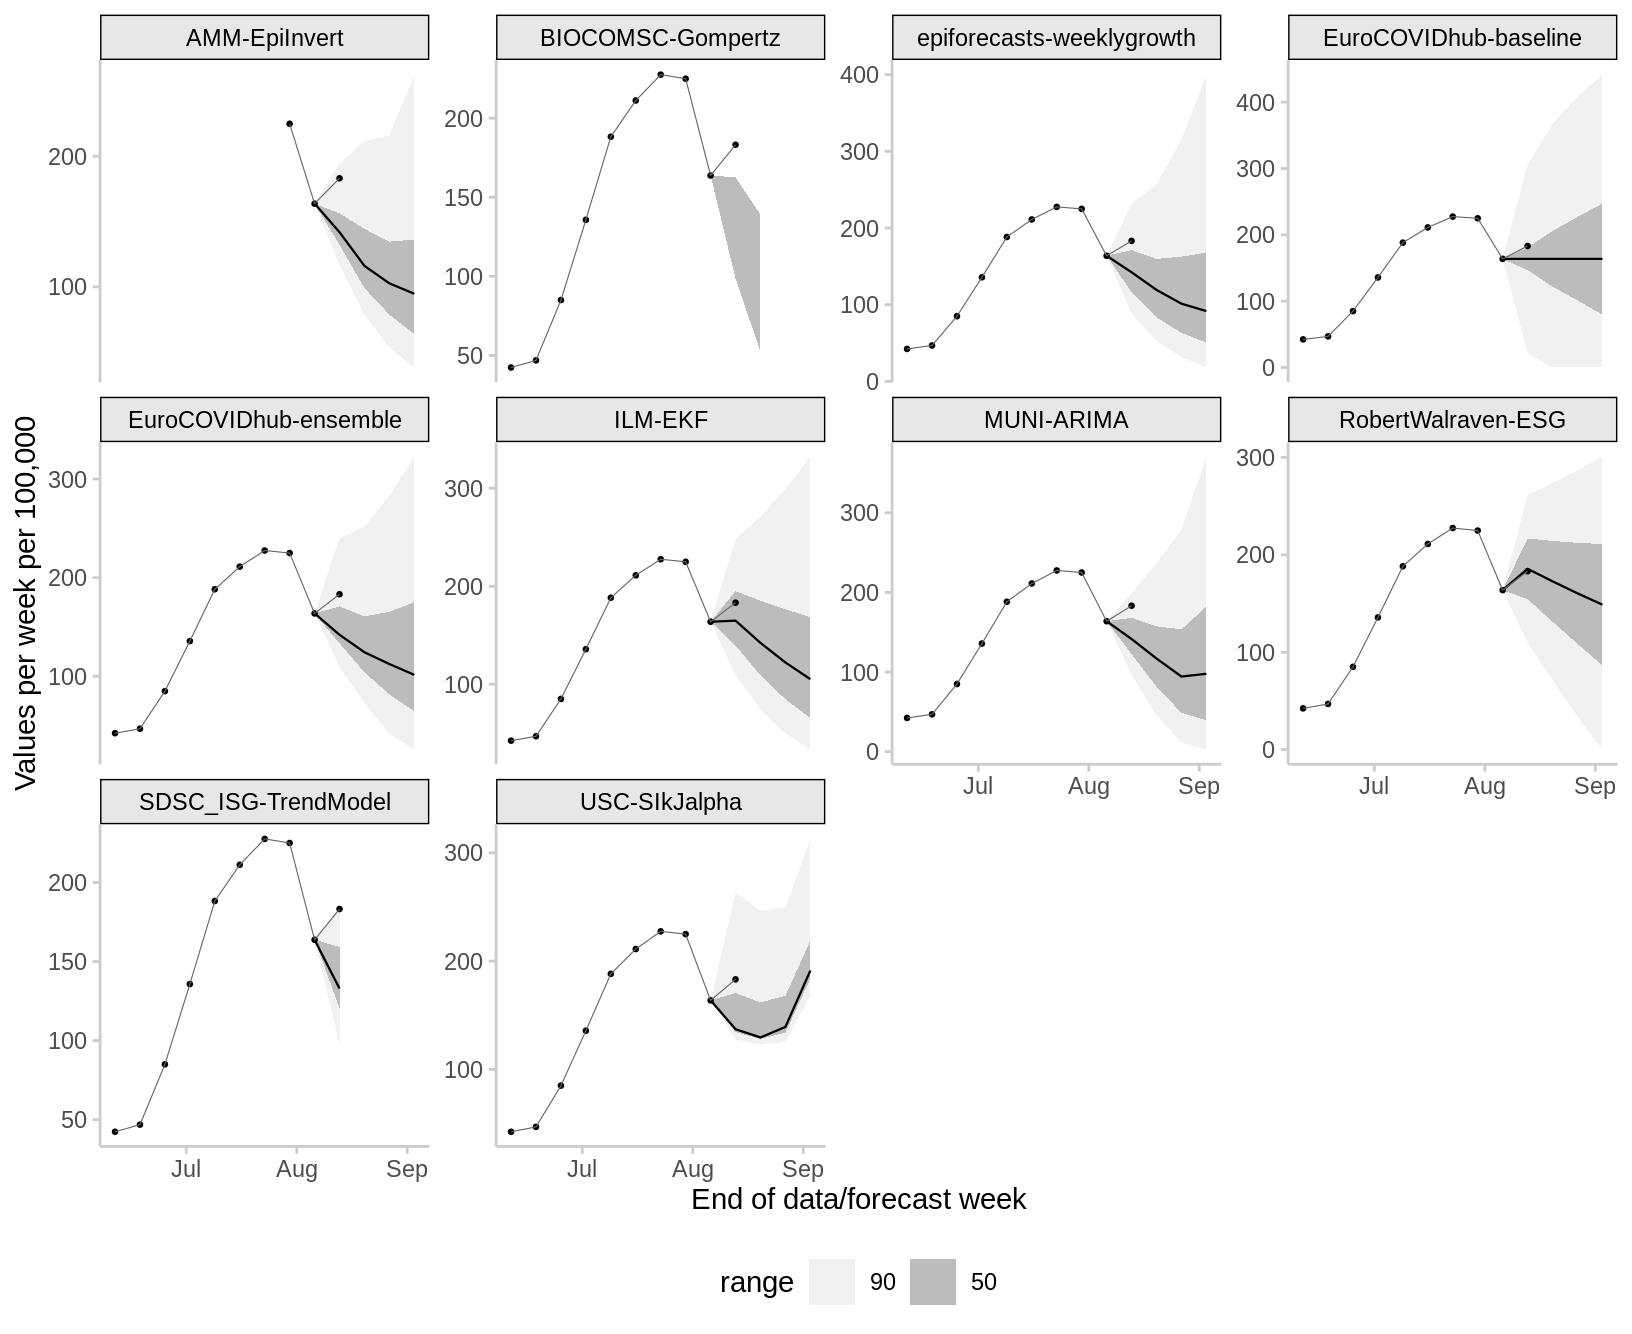 AMM-EpiInvert
BIOCOMSC-Gompertz
epiforecasts-weeklygrowth
EuroCOVIDhub-baseline
200
100
200
150
100
50
400
300
200
100
0
400
300
200
100
0
Values per week per 100,000
EuroCOVIDhub-ensemble
ILM-EKF
MUNI-ARIMA
RobertWalraven-ESG
300
200
100
300
200
100
300
200
100
0
300
200
100
0
Jul Aug Sep
Jul Aug Sep
SDSC_ISG-TrendModel
USC-SIkJalpha
200
150
100
50
300
200
100
Jul Aug Sep
Jul Aug Sep
End of data/forecast week
range 90 50